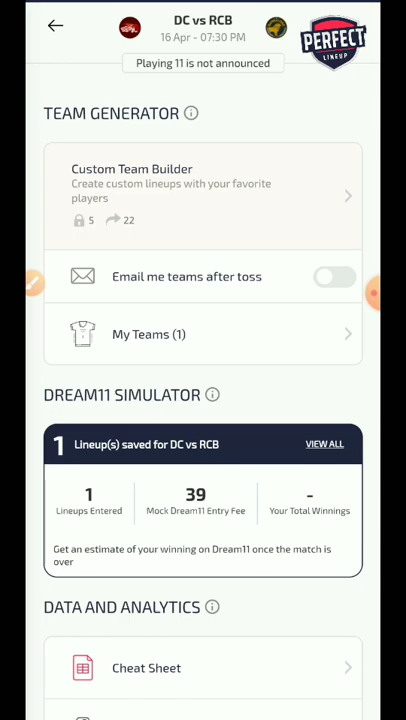 DC vs RCB
16 Apr - 07:30 PM
PERFECT
LINEUP
Playing 11 is not announced
TEAM GENERATOR
Custom Team Builder
Create custom lineups with your favorite
players
5 22
Email me teams after toss
My Teams (1)
DREAM11 SIMULATOR
1 Lineup(s) saved for DC vs RCB VIEW ALL
1 39 -
Lineups Entered Mock Dream11 Entry Fee Your Total Winnings
Get an estimate of your winning on Dream11 once the match is
over
DATA AND ANALYTICS
Cheat Sheet